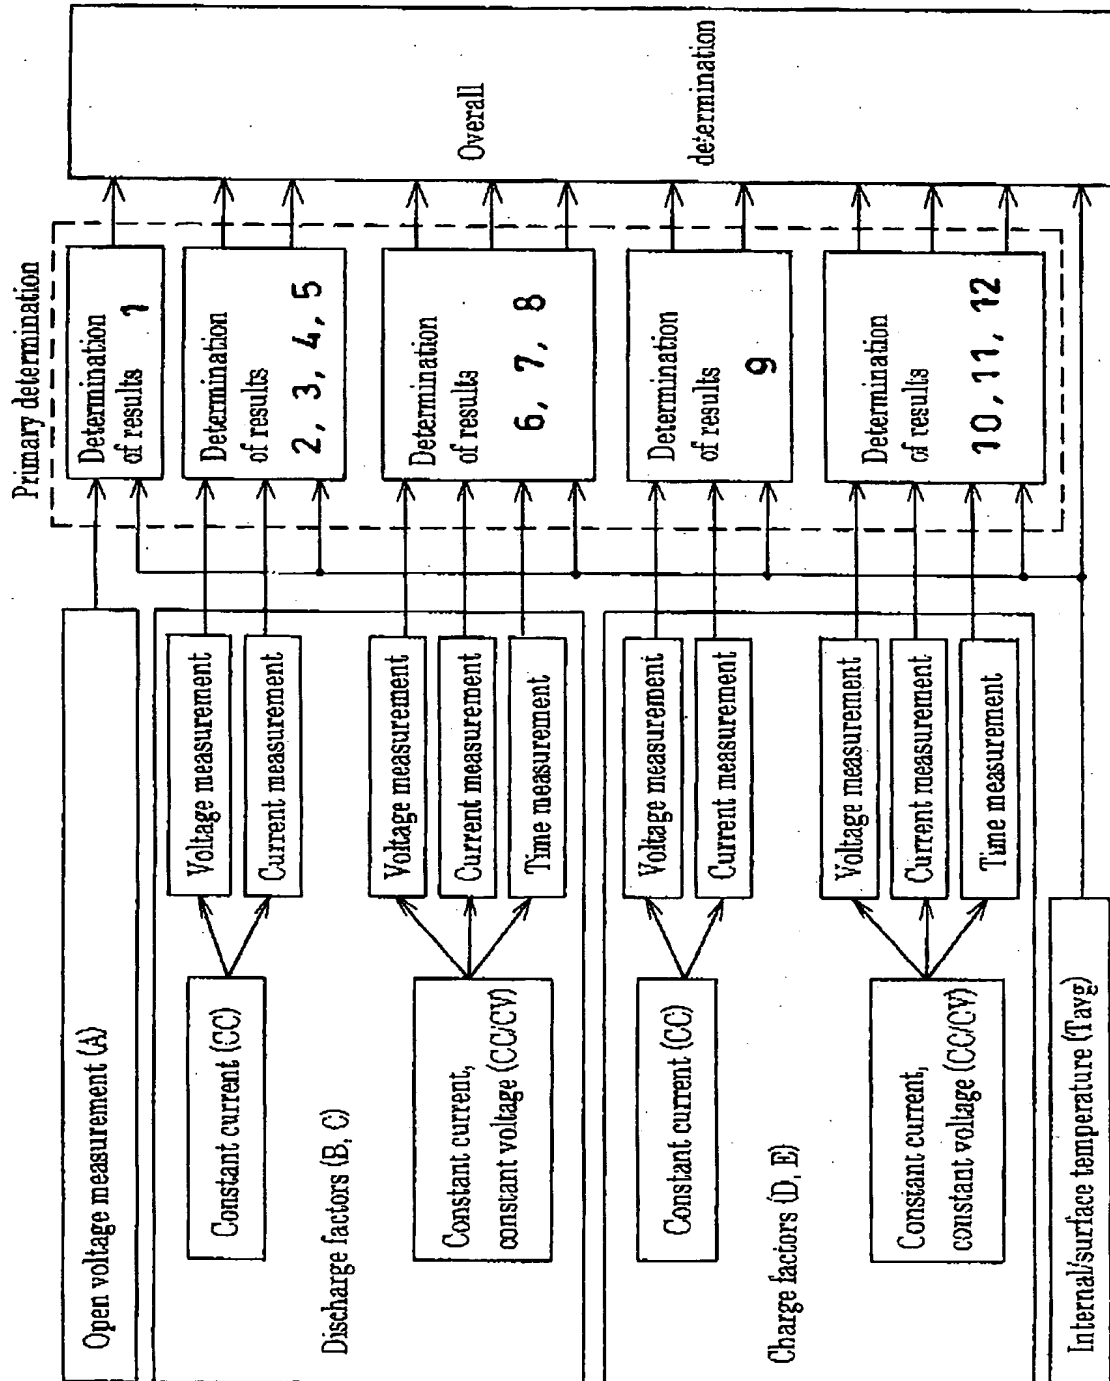 Open voltage measurement (A)
Discharge factors (B, C)
Constant current (CC)
Voltage measurement
Current measurement
Constant current,
constant voltage (CC/CV)
Voltage measurement
Current measurement
Time measurement
Charge factors (D, E)
Constant current (CC)
Voltage measurement
Current measurement
Constant current,
constant voltage (CC/CV)
Voltage measurement
Current measurement
Time measurement
Internal/surface temperature (Tavg)
Primary determination
Determination
of results 1
Determination
of results
2, 3, 4, 5
Determination
of results
6, 7, 8
Determination
of results
9
Determination
of results
10, 11, 12
Overall
determination